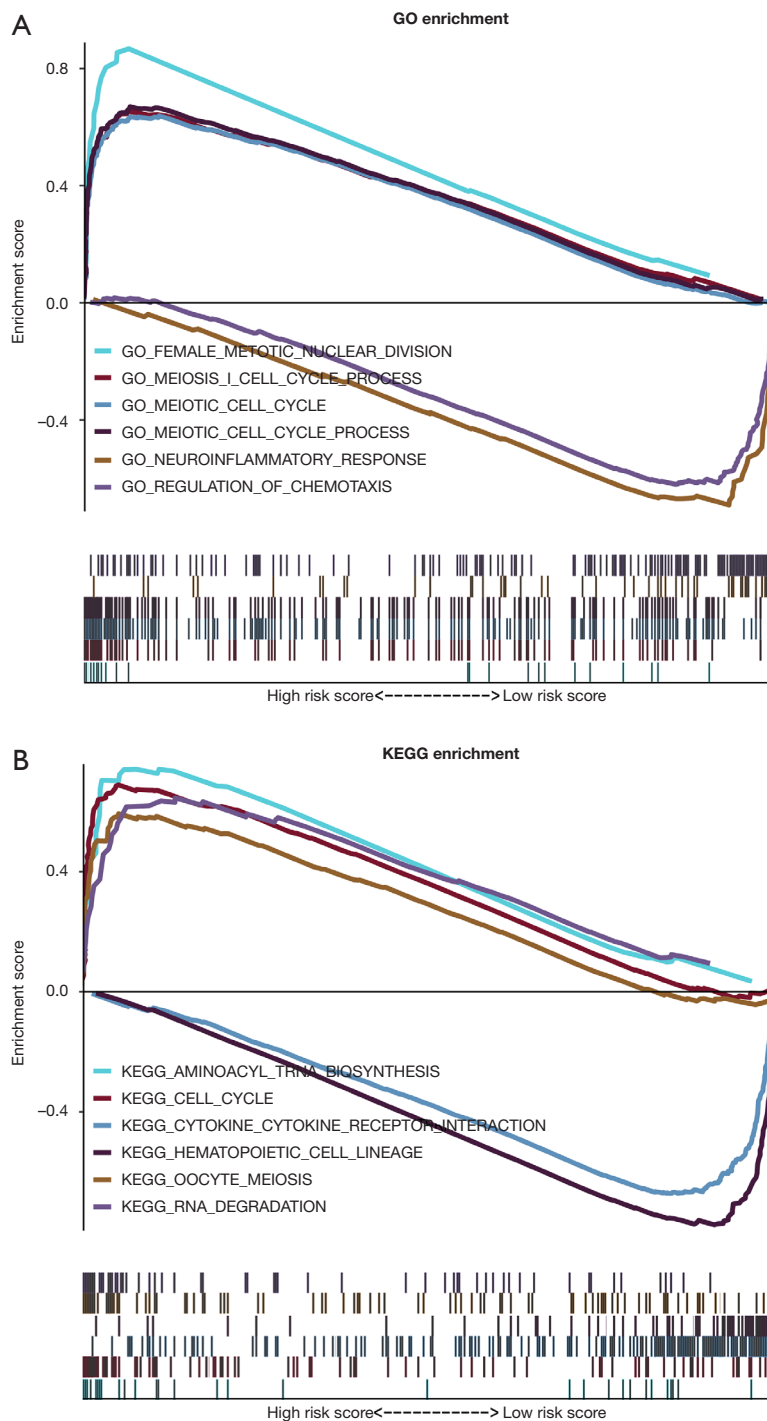 A
GO enrichment
0.8
0.4
0.0
−0.4
Enrichment score
GO_FEMALE_METOTIC_NUCLEAR_DIVISION
GO_MEIOSIS_I_CELL_CYCLE_PROCESS
GO_MEIOTIC_CELL_CYCLE
GO_MEIOTIC_CELL_CYCLE_PROCESS
GO_NEUROINFLAMMATORY_RESPONSE
GO_REGULATION_OF_CHEMOTAXIS
High risk score<----------->Low risk score
B
KEGG enrichment
0.4
0.0
−0.4
Enrichment score
KEGG_AMINOACYL_TRNA_BIOSYNTHESIS
KEGG_CELL_CYCLE
KEGG_CYTOKINE_CYTOKINE_RECEPTOR_INTERACTION
KEGG_HEMATOPOIETIC_CELL_LINEAGE
KEGG_OOCYTE_MEIOSIS
KEGG_RNA_DEGRADATION
High risk score<----------->Low risk score